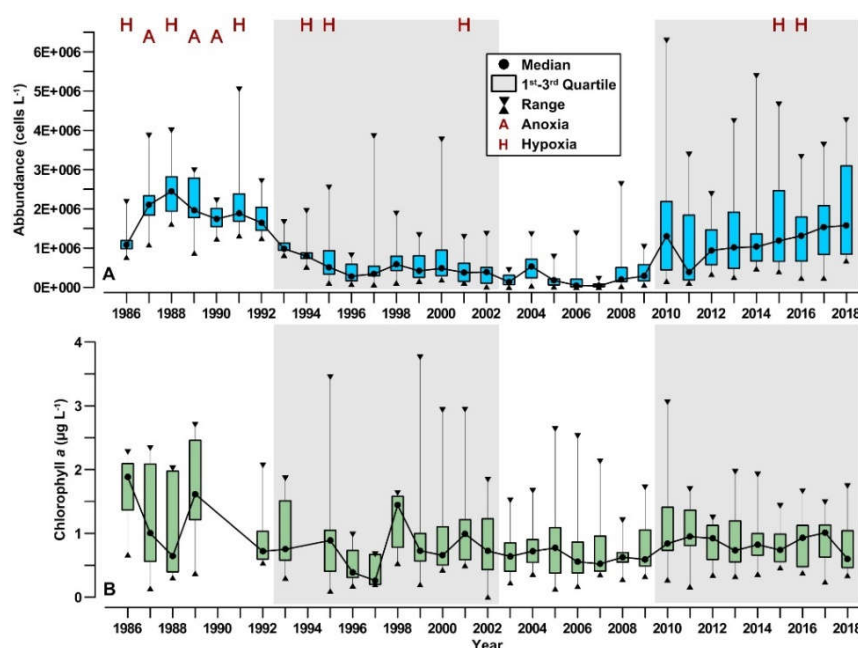 H H H H H H H H
A A A
6E+006
5E+006
4E+006
3E+006
2E+006
1E+006
0E+000
Abbundance (cells L⁻¹)
Median
1ˢᵗ-3ʳᵈ Quartile
Range
A Anoxia
H Hypoxia
A
1986 1988 1990 1992 1994 1996 1998 2000 2002 2004 2006 2008 2010 2012 2014 2016 2018
4
3
2
1
0
Chlorophyll a (µg L⁻¹)
B
1986 1988 1990 1992 1994 1996 1998 2000 2002 2004 2006 2008 2010 2012 2014 2016 2018
Year